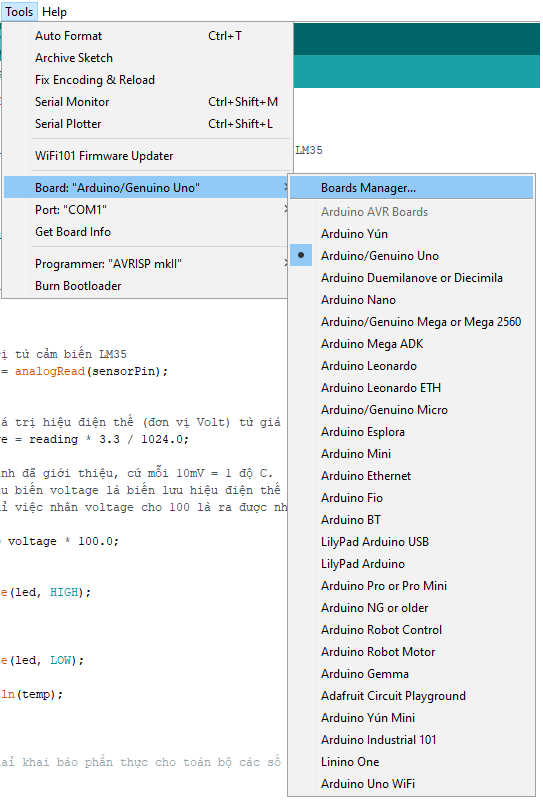 Tools Help
Auto Format Ctrl+T
Archive Sketch
Fix Encoding & Reload
Serial Monitor Ctrl+Shift+M
Serial Plotter Ctrl+Shift+L
WiFi101 Firmware Updater
LM35
Board: "Arduino/Genuino Uno"
Port: "COM1"
Get Board Info
Programmer: "AVRISP mkII"
Burn Bootloader
Boards Manager...
Arduino AVR Boards
Arduino Yún
Arduino/Genuino Uno
Arduino Duemilanove or Diecimila
Arduino Nano
Arduino/Genuino Mega or Mega 2560
Arduino Mega ADK
Arduino Leonardo
Arduino Leonardo ETH
Arduino/Genuino Micro
Arduino Esplora
Arduino Mini
Arduino Ethernet
Arduino Fio
Arduino BT
LilyPad Arduino USB
LilyPad Arduino
Arduino Pro or Pro Mini
Arduino NG or older
Arduino Robot Control
Arduino Robot Motor
Arduino Gemma
Adafruit Circuit Playground
Arduino Yún Mini
Arduino Industrial 101
Linino One
Arduino Uno WiFi
ị từ cảm biến LM35
= analogRead(sensorPin);
á trị hiệu điện thế (đơn vị Volt) từ giá
e = reading * 3.3 / 1024.0;
nh đã giới thiệu, cứ mỗi 10mV = 1 độ C.
u biến voltage là biến lưu hiệu điện thế
ỉ việc nhân voltage cho 100 là ra được nh
= voltage * 100.0;
e(led, HIGH);
e(led, LOW);
ln(temp);
haỉ khai báo phần thực cho toàn bộ các số